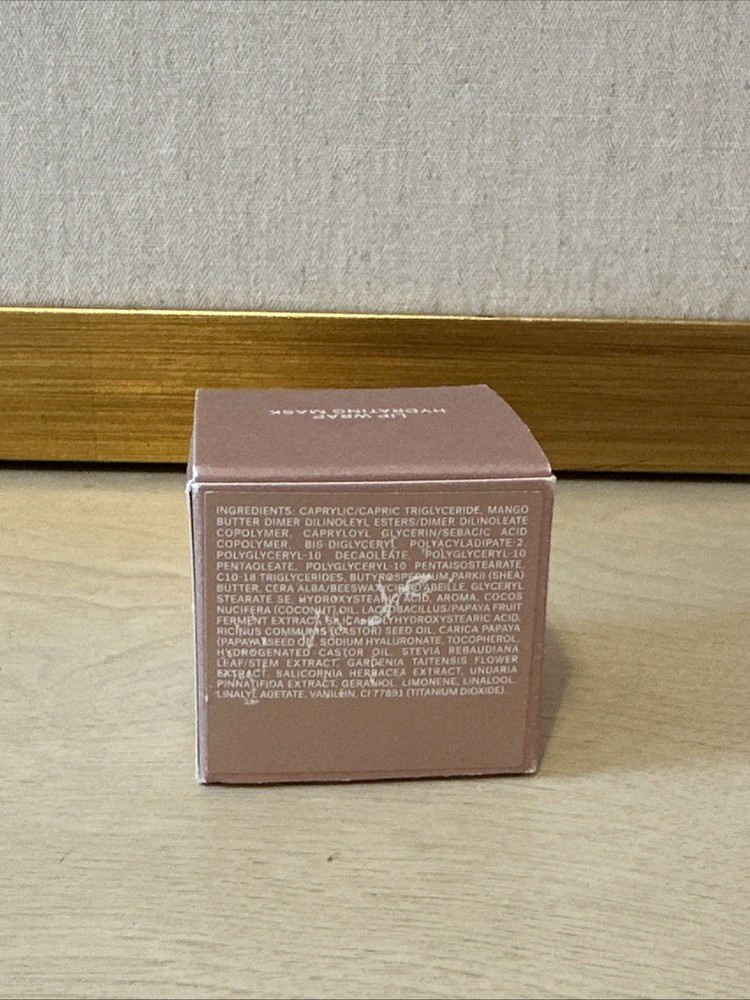 LIP WRAP
HYDRATING MASK
INGREDIENTS: CAPRYLIC/CAPRIC TRIGLYCERIDE, MANGO
BUTTER DIMER DILINOLEYL ESTERS/DIMER DILINOLEATE
COPOLYMER, CAPRYLOYL GLYCERIN/SEBACIC ACID
COPOLYMER, BIS-DIGLYCERYL POLYACYLADIPATE-2,
POLYGLYCERYL-10 DECAOLEATE, POLYGLYCERYL-10
PENTAOLEATE, POLYGLYCERYL-10 PENTAISOSTEARATE,
C10-18 TRIGLYCERIDES, BUTYROSPERMUM PARKII (SHEA)
BUTTER, CERA ALBA/BEESWAX/CIRE D'ABEILLE, GLYCERYL
STEARATE SE, HYDROXYSTEARIC ACID, AROMA, COCOS
NUCIFERA (COCONUT) OIL, LACTOBACILLUS/PAPAYA FRUIT
FERMENT EXTRACT, SILICA, POLYHYDROXYSTEARIC ACID,
RICINUS COMMUNIS (CASTOR) SEED OIL, CARICA PAPAYA
(PAPAYA) SEED OIL, SODIUM HYALURONATE, TOCOPHEROL,
HYDROGENATED CASTOR OIL, STEVIA REBAUDIANA
LEAF/STEM EXTRACT, GARDENIA TAITENSIS FLOWER
EXTRACT, SALICORNIA HERBACEA EXTRACT, UNDARIA
PINNATIFIDA EXTRACT, GERANIOL, LIMONENE, LINALOOL,
LINALYL ACETATE, VANILLIN, CI 77891 (TITANIUM DIOXIDE)